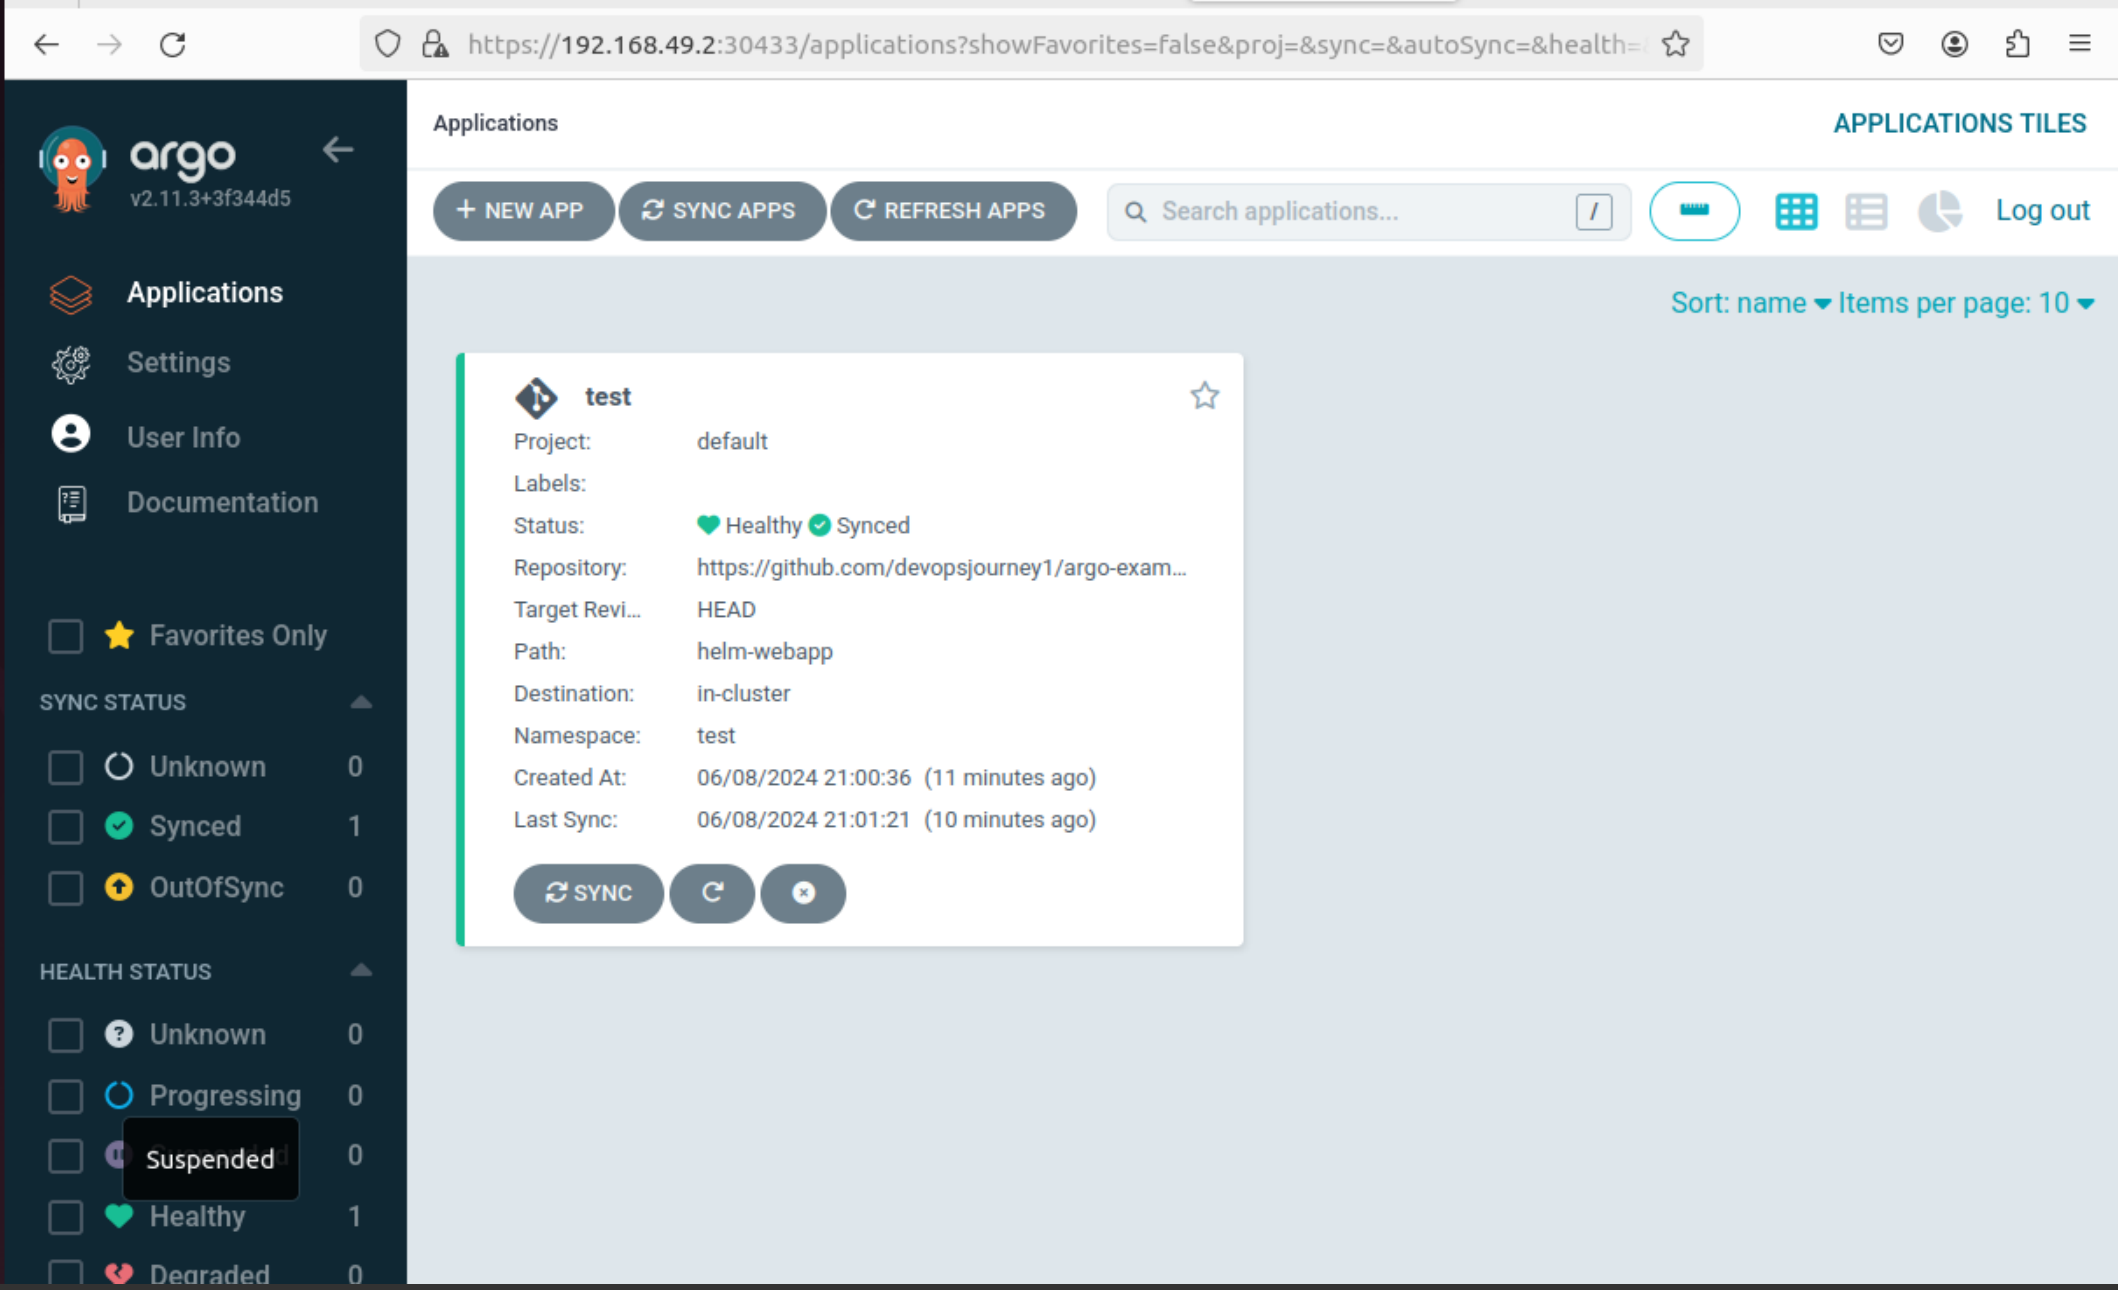 https://192.168.49.2:30433/applications?showFavorites=false&proj=&sync=&autoSync=&health=
argo
v2.11.3+3f344d5
Applications
Settings
User Info
Documentation
Favorites Only
SYNC STATUS
Unknown 0
Synced 1
OutOfSync 0
HEALTH STATUS
Unknown 0
Progressing 0
Suspended 0
Healthy 1
Degraded 0
Applications
APPLICATIONS TILES
+ NEW APP SYNC APPS REFRESH APPS Search applications... / Log out
Sort: name Items per page: 10
test
Project: default
Labels:
Status: Healthy Synced
Repository: https://github.com/devopsjourney1/argo-exam...
Target Revi... HEAD
Path: helm-webapp
Destination: in-cluster
Namespace: test
Created At: 06/08/2024 21:00:36 (11 minutes ago)
Last Sync: 06/08/2024 21:01:21 (10 minutes ago)
SYNC